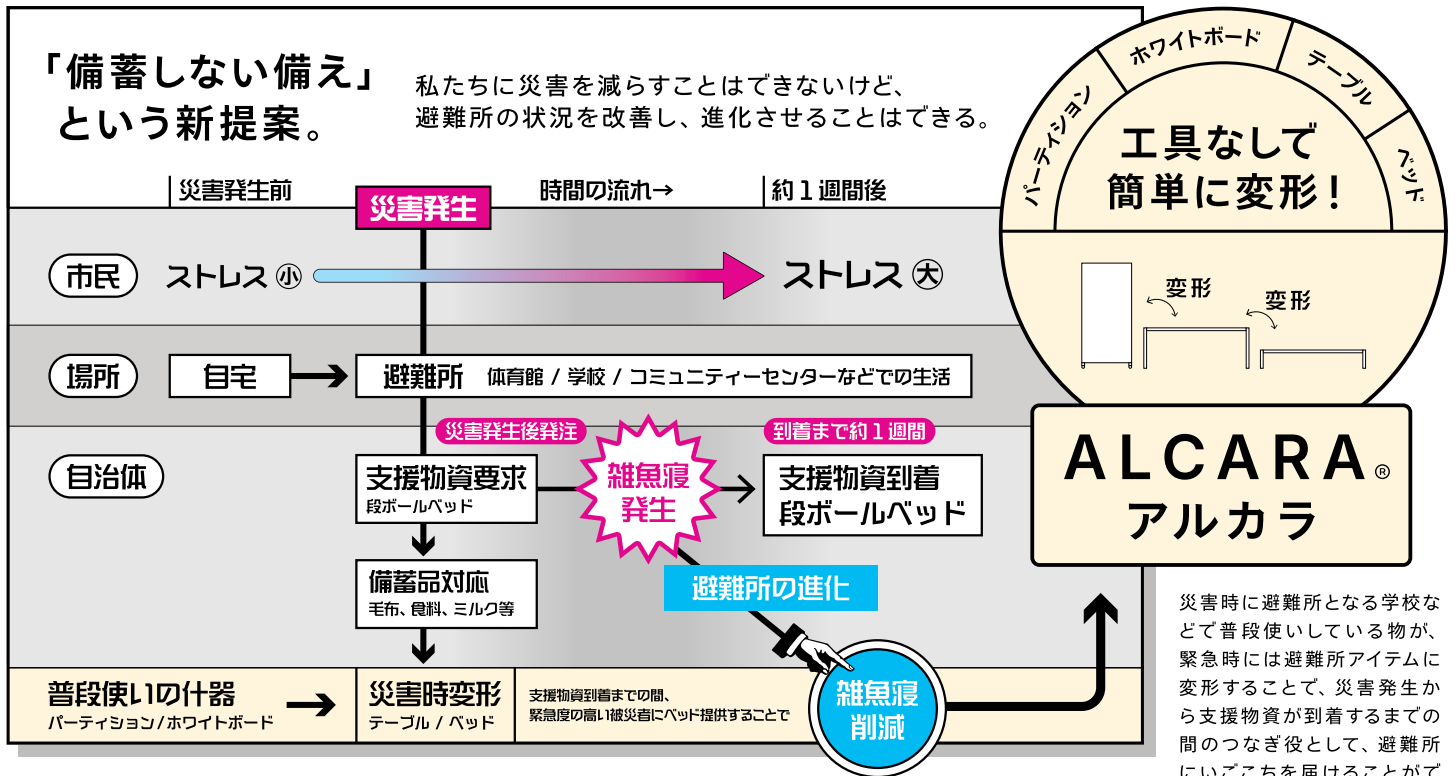 「備蓄しない備え」
という新提案。
私たちに災害を減らすことはできないけど、
避難所の状況を改善し、進化させることはできる。
災害発生前
災害発生
時間の流れ→
約1週間後
市民
ストレス 小
ストレス 大
場所
自宅
避難所 体育館 / 学校 / コミュニティーセンターなどでの生活
自治体
災害発生後発注
支援物資要求
段ボールベッド
雑魚寝
発生
到着まで約1週間
支援物資到着
段ボールベッド
備蓄品対応
毛布、食料、ミルク等
避難所の進化
普段使いの什器
パーティション/ホワイトボード
災害時変形
テーブル / ベッド
支援物資到着までの間、
緊急度の高い被災者にベッド提供することで
雑魚寝
削減
パーティション
ホワイトボード
テーブル
ベッド
工具なしで
簡単に変形!
変形
変形
ALCARA®
アルカラ
災害時に避難所となる学校な
どで普段使いしている物が、
緊急時には避難所アイテムに
変形することで、災害発生か
ら支援物資が到着するまでの
間のつなぎ役として、避難所
にいごこちを届けることがで